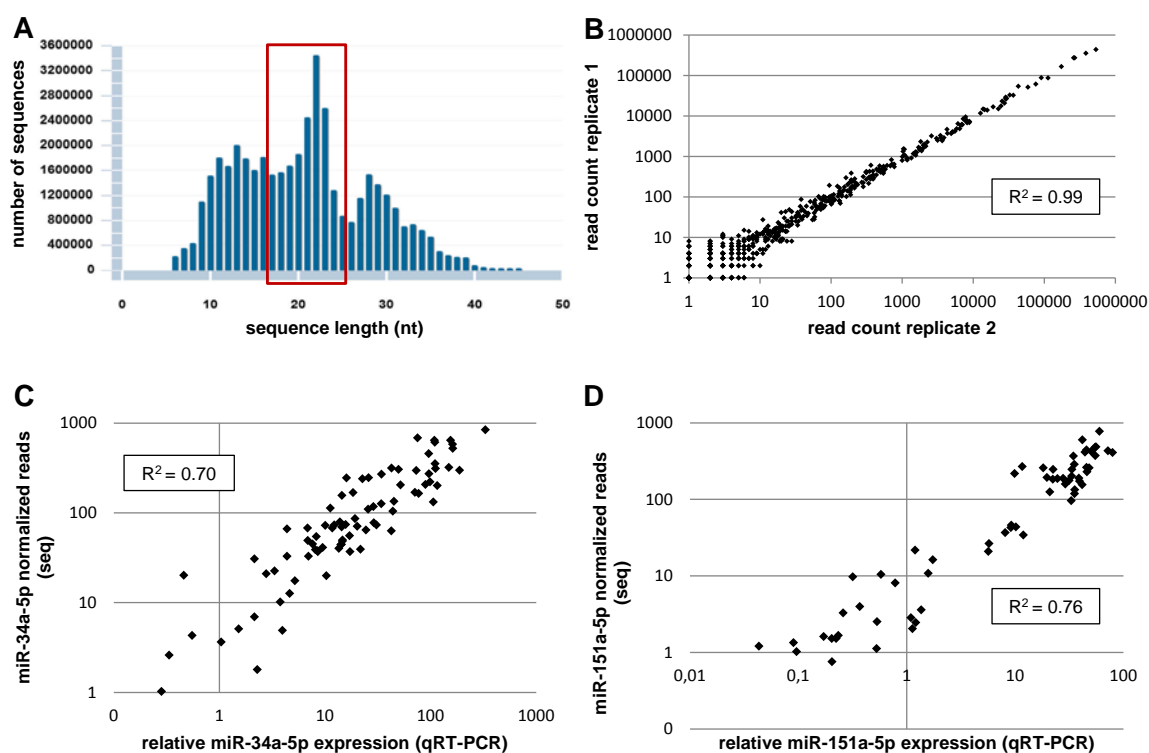 A
number of sequences
3600000
3200000
2800000
2400000
2000000
1600000
1200000
800000
400000
0
0 10 20 30 40 50
sequence length (nt)
B
read count replicate 1
1000000
100000
10000
1000
100
10
1
R² = 0.99
1 10 100 1000 10000 100000 1000000
read count replicate 2
C
miR-34a-5p normalized reads
(seq)
1000
100
10
1
R² = 0.70
0 1 10 100 1000
relative miR-34a-5p expression (qRT-PCR)
D
miR-151a-5p normalized reads
(seq)
1000
100
10
1
0
R² = 0.76
0,01 0,1 1 10 100
relative miR-151a-5p expression (qRT-PCR)